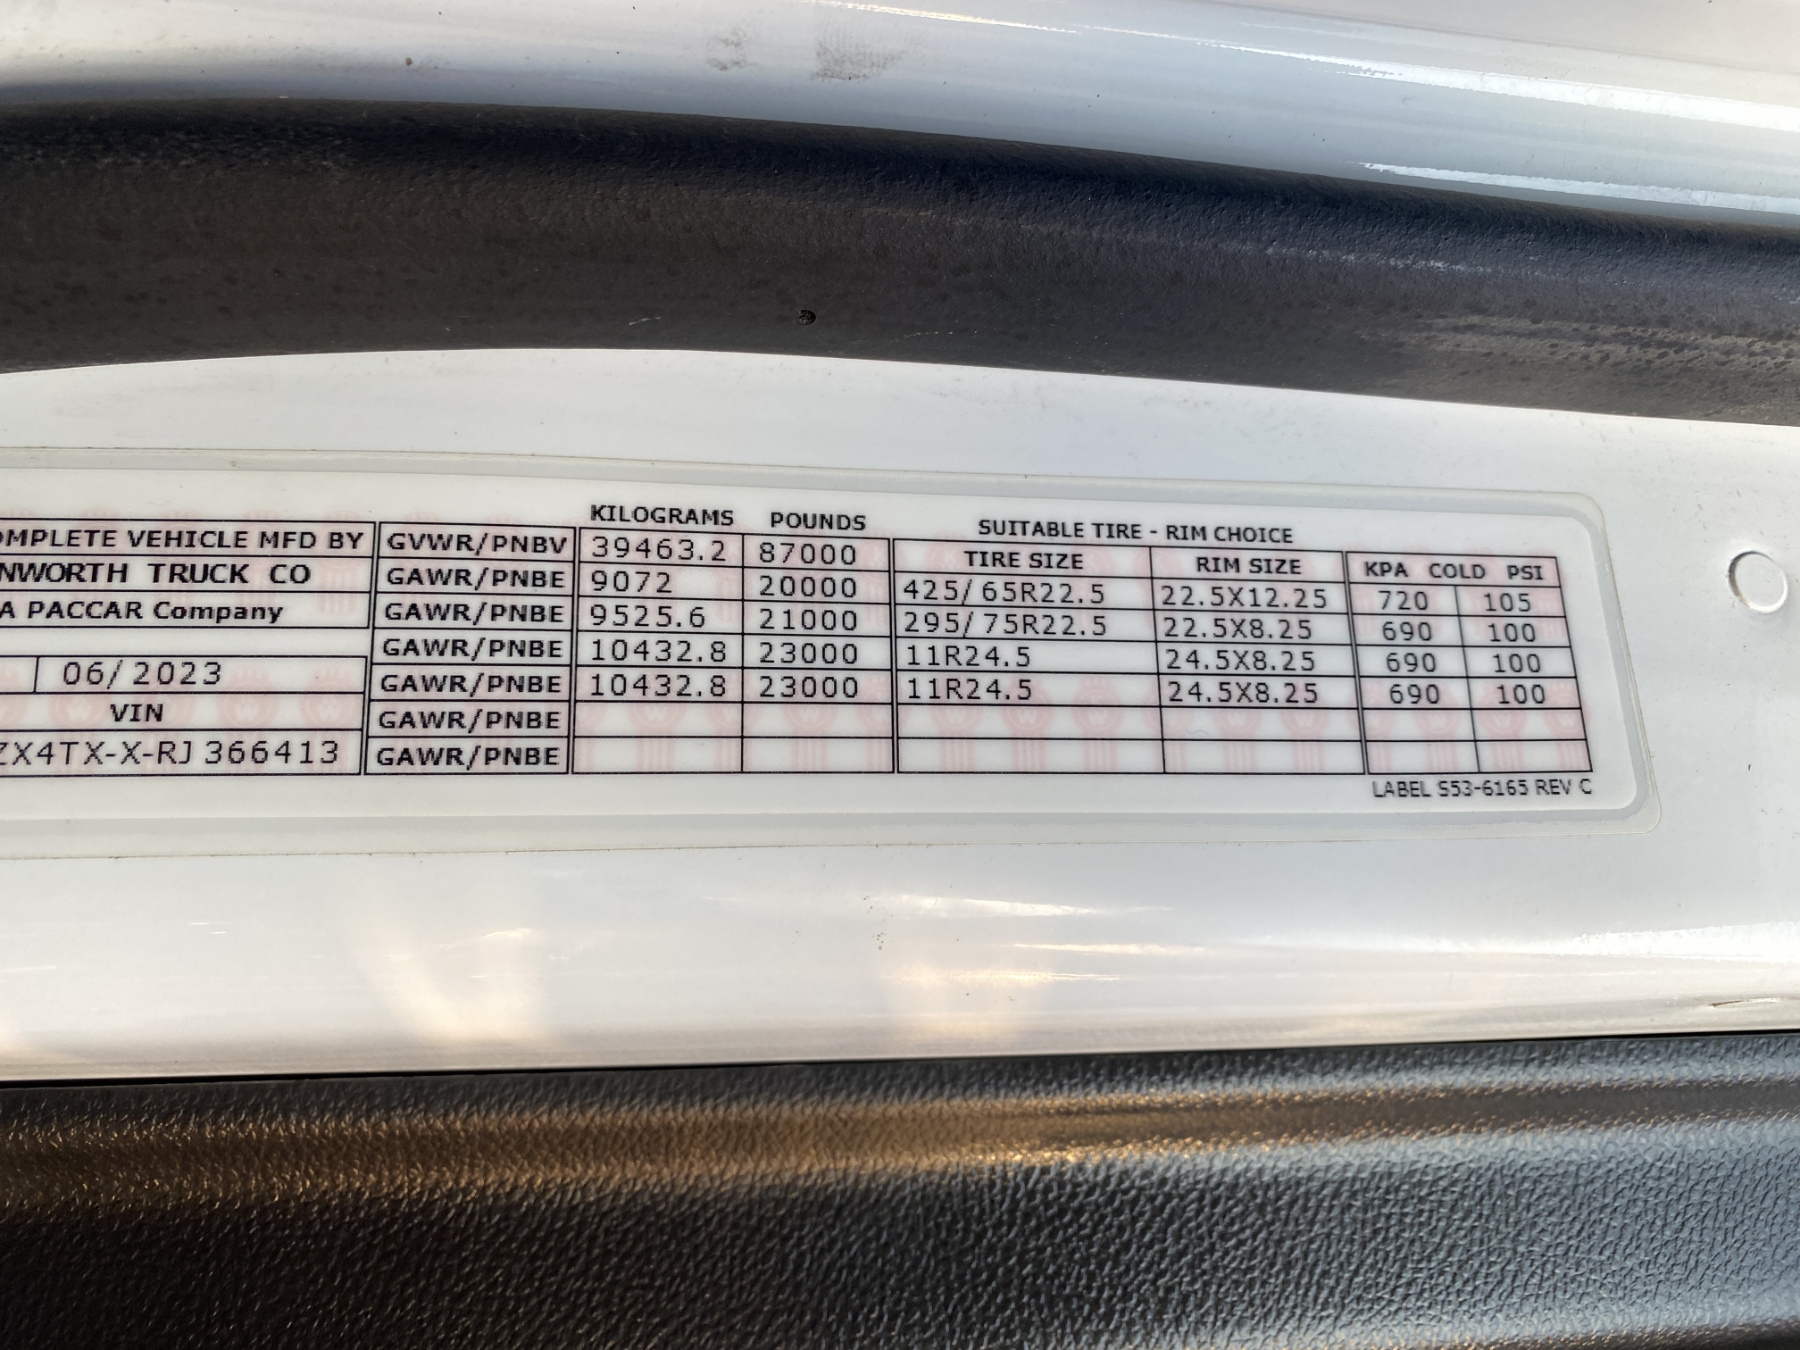 KILOGRAMS POUNDS SUITABLE TIRE - RIM CHOICE
OMPLETE VEHICLE MFD BY GVWR/PNBV 39463.2 87000 TIRE SIZE RIM SIZE KPA COLD PSI
NWORTH TRUCK CO GAWR/PNBE 9072 20000 425/65R22.5 22.5X12.25 720 105
A PACCAR Company GAWR/PNBE 9525.6 21000 295/75R22.5 22.5X8.25 690 100
GAWR/PNBE 10432.8 23000 11R24.5 24.5X8.25 690 100
06/2023 GAWR/PNBE 10432.8 23000 11R24.5 24.5X8.25 690 100
VIN GAWR/PNBE
ZX4TX-X-RJ366413 GAWR/PNBE
LABEL S53-6165 REV C